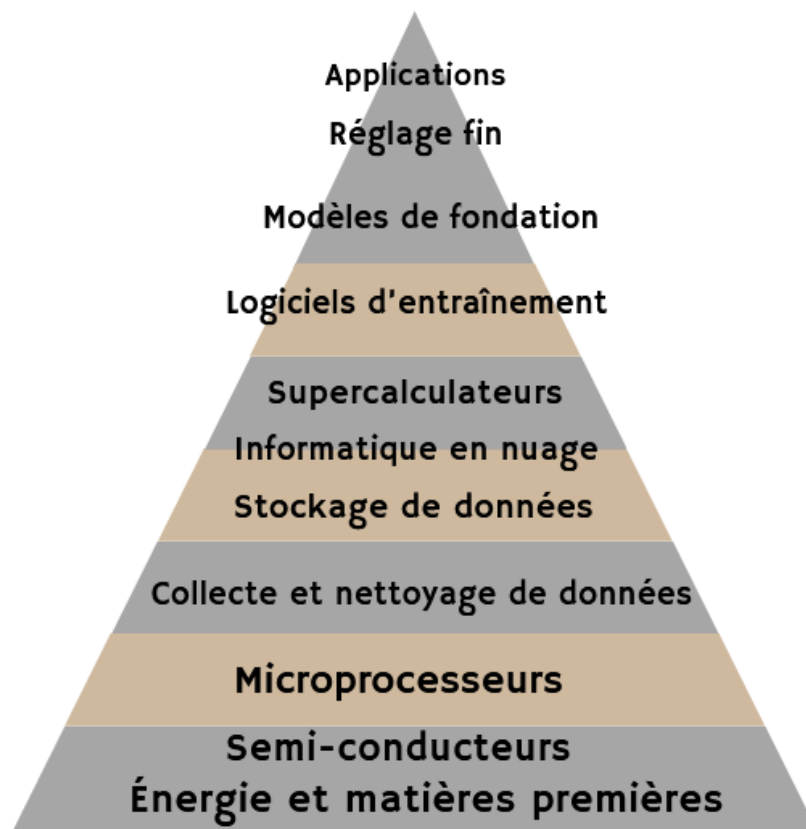 Applications
Réglage fin
Modèles de fondation
Logiciels d'entraînement
Supercalculateurs
Informatique en nuage
Stockage de données
Collecte et nettoyage de données
Microprocesseurs
Semi-conducteurs
Énergie et matières premières